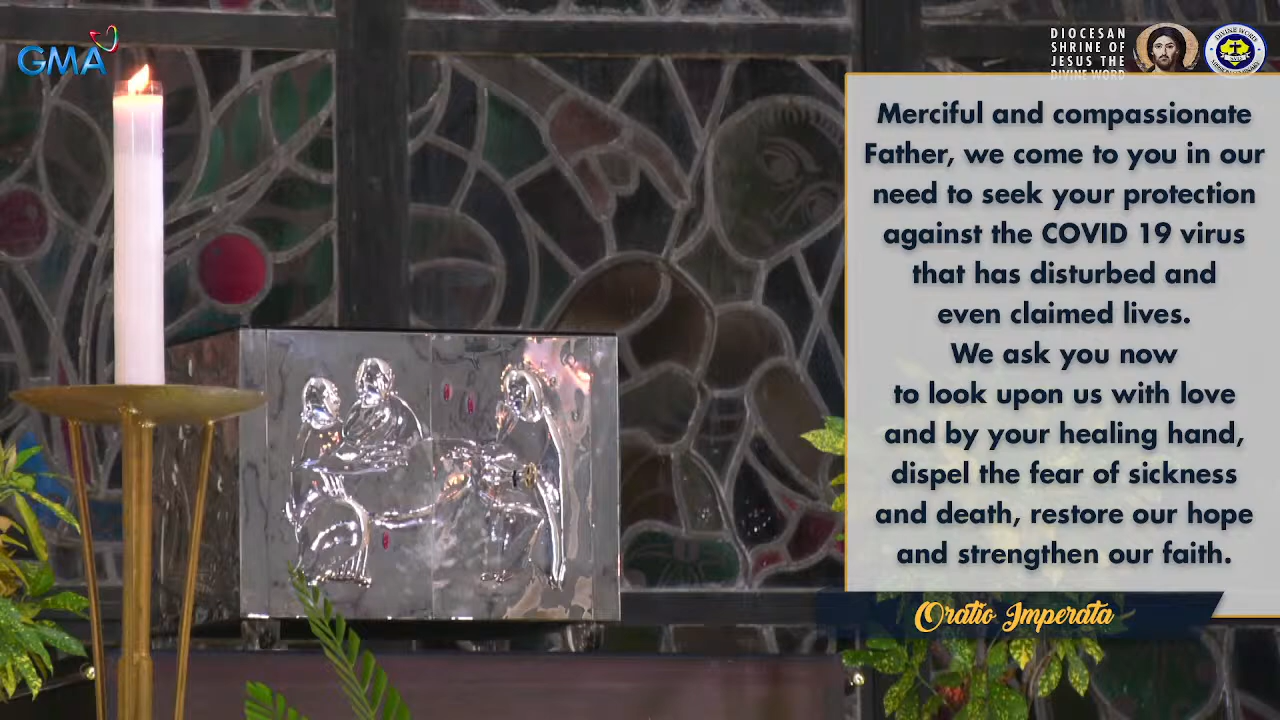 GMA
DIOCESAN
SHRINE OF
JESUS THE
DIVINE WORD
Merciful and compassionate
Father, we come to you in our
need to seek your protection
against the COVID 19 virus
that has disturbed and
even claimed lives.
We ask you now
to look upon us with love
and by your healing hand,
dispel the fear of sickness
and death, restore our hope
and strengthen our faith.
Oratio Imperata